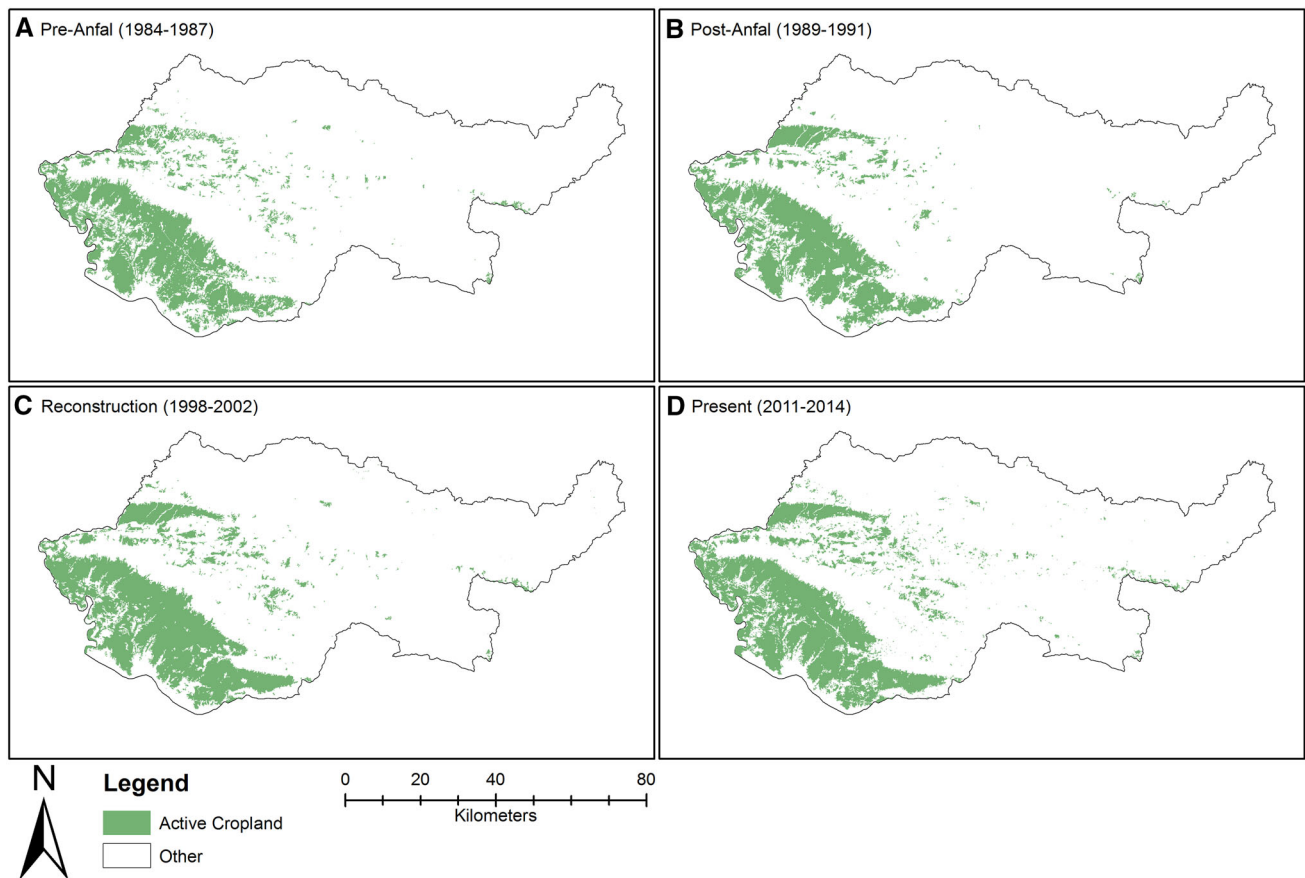 A Pre-Anfal (1984-1987)
B Post-Anfal (1989-1991)
C Reconstruction (1998-2002)
D Present (2011-2014)
N
Legend
Active Cropland
Other
0 20 40 80
Kilometers